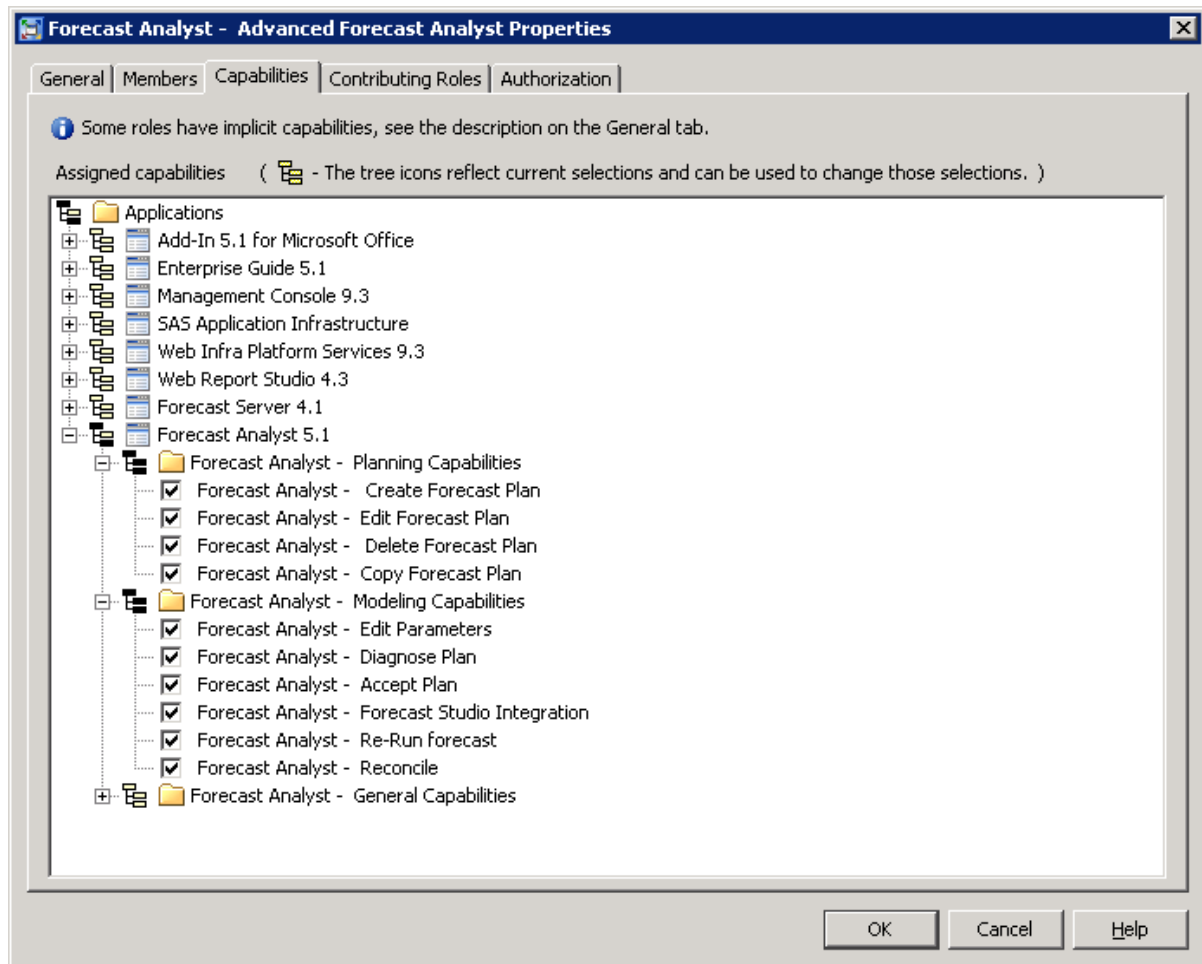 Forecast Analyst - Advanced Forecast Analyst Properties
General Members Capabilities Contributing Roles Authorization
Some roles have implicit capabilities, see the description on the General tab.
Assigned capabilities ( - The tree icons reflect current selections and can be used to change those selections. )
Applications
Add-In 5.1 for Microsoft Office
Enterprise Guide 5.1
Management Console 9.3
SAS Application Infrastructure
Web Infra Platform Services 9.3
Web Report Studio 4.3
Forecast Server 4.1
Forecast Analyst 5.1
Forecast Analyst - Planning Capabilities
Forecast Analyst - Create Forecast Plan
Forecast Analyst - Edit Forecast Plan
Forecast Analyst - Delete Forecast Plan
Forecast Analyst - Copy Forecast Plan
Forecast Analyst - Modeling Capabilities
Forecast Analyst - Edit Parameters
Forecast Analyst - Diagnose Plan
Forecast Analyst - Accept Plan
Forecast Analyst - Forecast Studio Integration
Forecast Analyst - Re-Run forecast
Forecast Analyst - Reconcile
Forecast Analyst - General Capabilities
OK Cancel Help